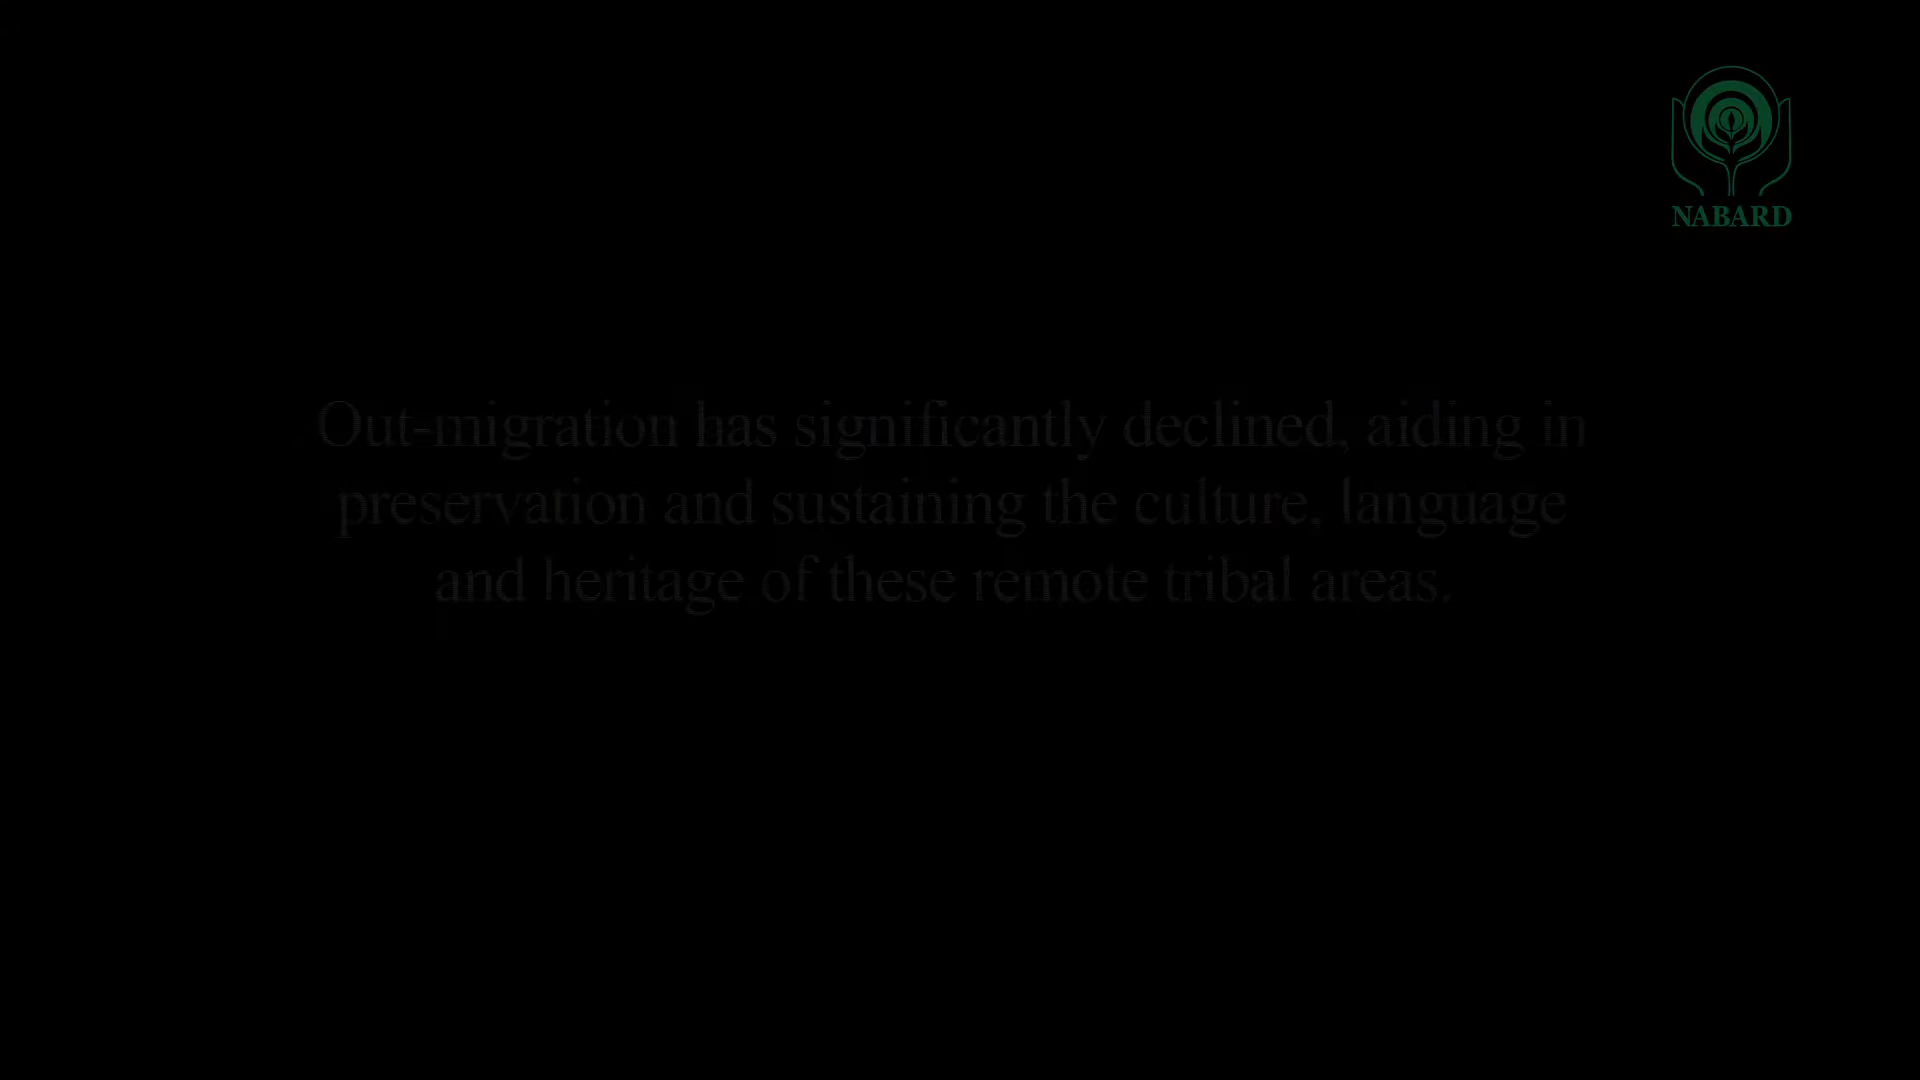 NABARD
Out-migration has significantly declined, aiding in
preservation and sustaining the culture, language
and heritage of these remote tribal areas.